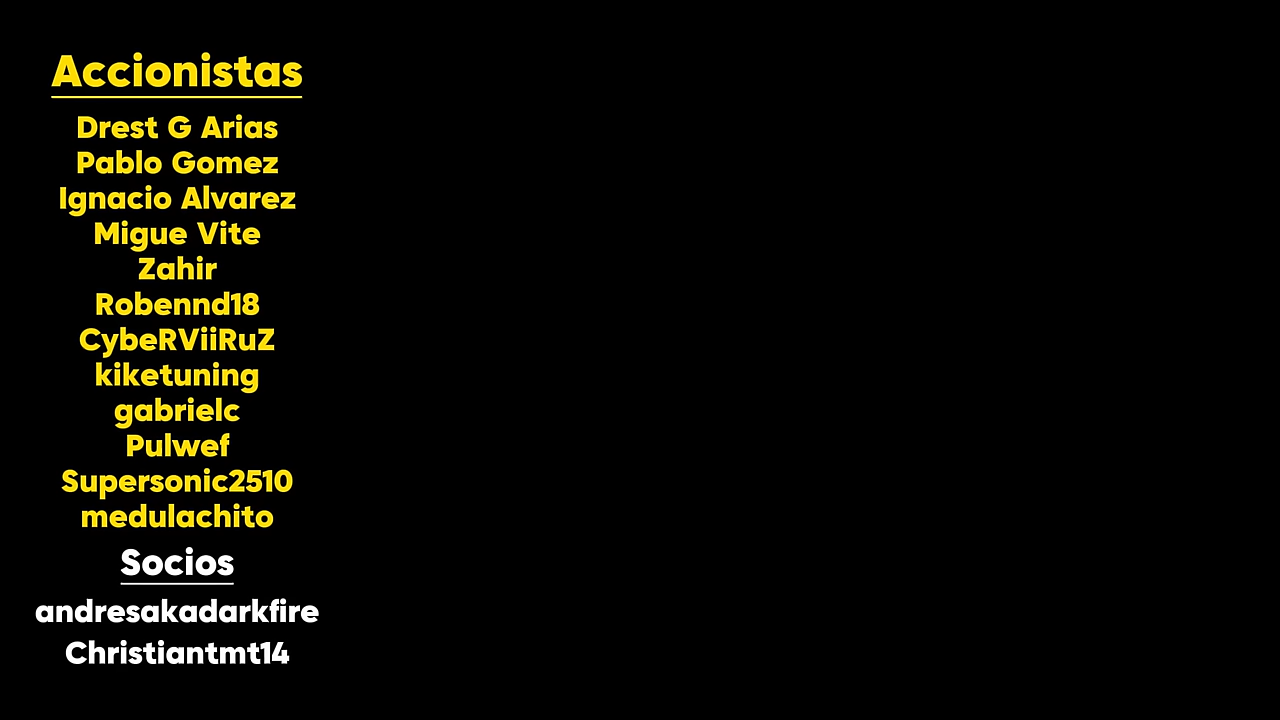 Accionistas
Drest G Arias
Pablo Gomez
Ignacio Alvarez
Migue Vite
Zahir
Robennd18
CybeRViiRuZ
kiketuning
gabrielc
Pulwef
Supersonic2510
medulachito
Socios
andresakadarkfire
Christiantmt14